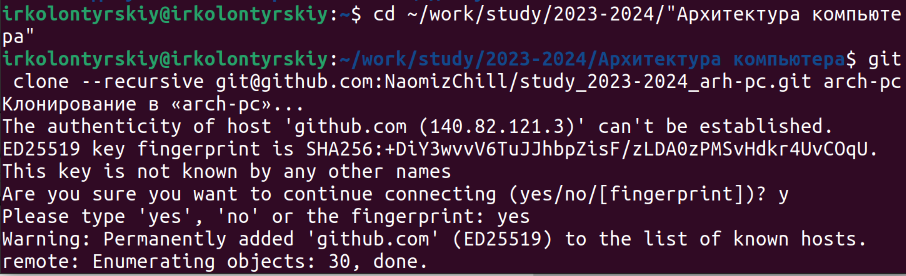 irkolontyrskiy@irkolontyrskiy:~$ cd ~/work/study/2023-2024/"Архитектура компьюте
ра"
irkolontyrskiy@irkolontyrskiy:~/work/study/2023-2024/Архитектура компьютера$ git
 clone --recursive git@github.com:NaomizChill/study_2023-2024_arh-pc.git arch-pc
Клонирование в «arch-pc»...
The authenticity of host 'github.com (140.82.121.3)' can't be established.
ED25519 key fingerprint is SHA256:+DiY3wvvV6TuJJhbpZisF/zLDA0zPMSvHdkr4UvCOqU.
This key is not known by any other names
Are you sure you want to continue connecting (yes/no/[fingerprint])? y
Please type 'yes', 'no' or the fingerprint: yes
Warning: Permanently added 'github.com' (ED25519) to the list of known hosts.
remote: Enumerating objects: 30, done.